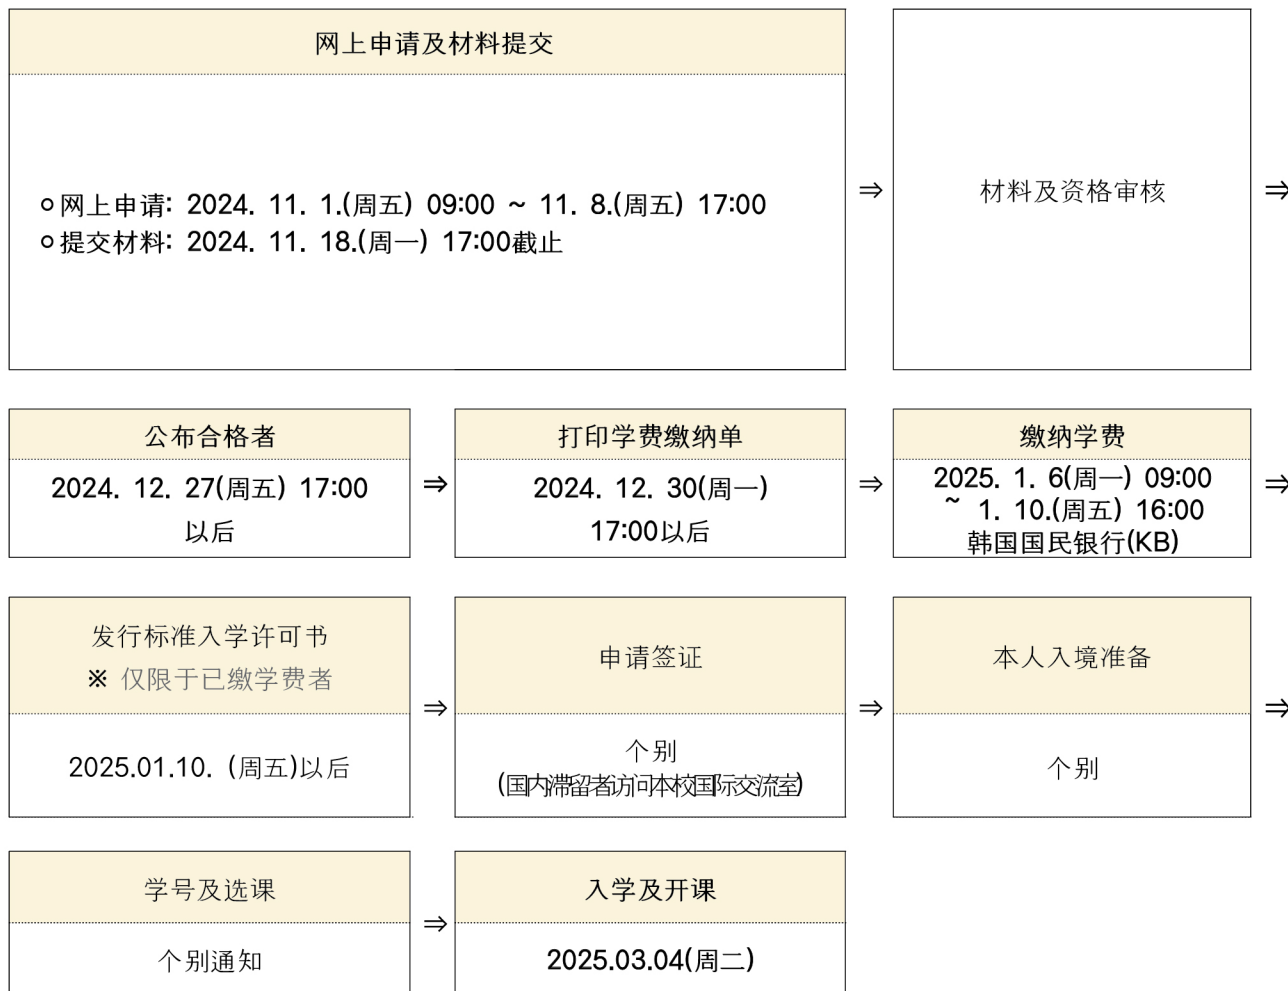 网上申请及材料提交
○网上申请: 2024. 11. 1.(周五) 09:00 ~ 11. 8.(周五) 17:00
○提交材料: 2024. 11. 18.(周一) 17:00截止
⇒
材料及资格审核
⇒
公布合格者
2024. 12. 27(周五) 17:00
以后
⇒
打印学费缴纳单
2024. 12. 30(周一)
17:00以后
⇒
缴纳学费
2025. 1. 6(周一) 09:00
~ 1. 10.(周五) 16:00
韩国国民银行(KB)
⇒
发行标准入学许可书
※ 仅限于已缴学费者
2025.01.10. (周五)以后
⇒
申请签证
个别
(国内滞留者访问本校国际交流室)
⇒
本人入境准备
个别
⇒
学号及选课
个别通知
⇒
入学及开课
2025.03.04(周二)